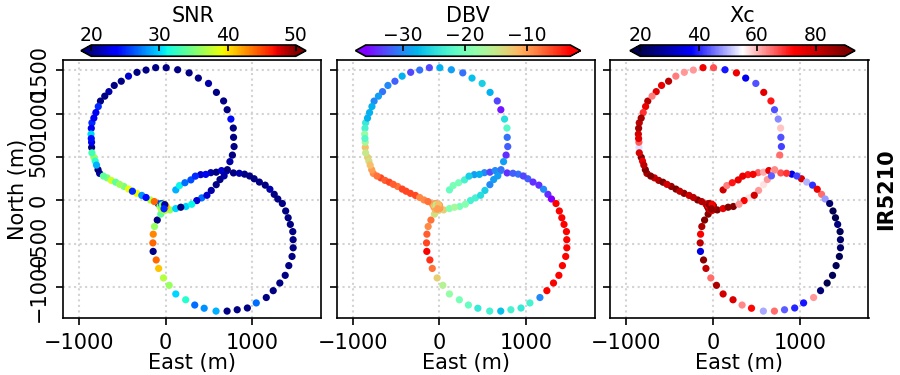 SNR DBV Xc
20 30 40 50 −30 −20 −10 20 40 60 80
1500
1000
500
0
−500
−1000
North (m)
IR5210
−1000 0 1000 −1000 0 1000 −1000 0 1000
East (m) East (m) East (m)